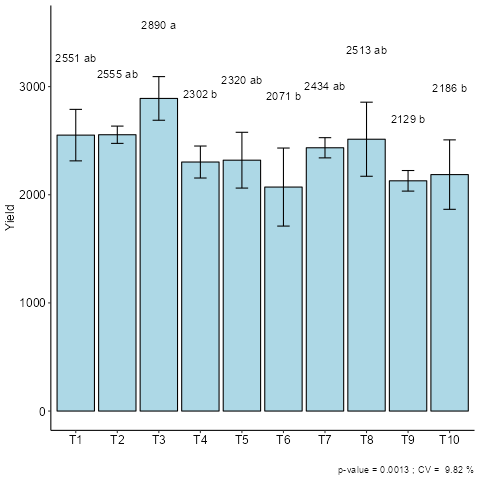 2890 a
2513 ab
2551 ab
2555 ab
2320 ab
2434 ab
2186 b
2302 b
2071 b
2129 b
3000
2000
1000
0
Yield
T1 T2 T3 T4 T5 T6 T7 T8 T9 T10
p-value = 0.0013 ; CV = 9.82 %